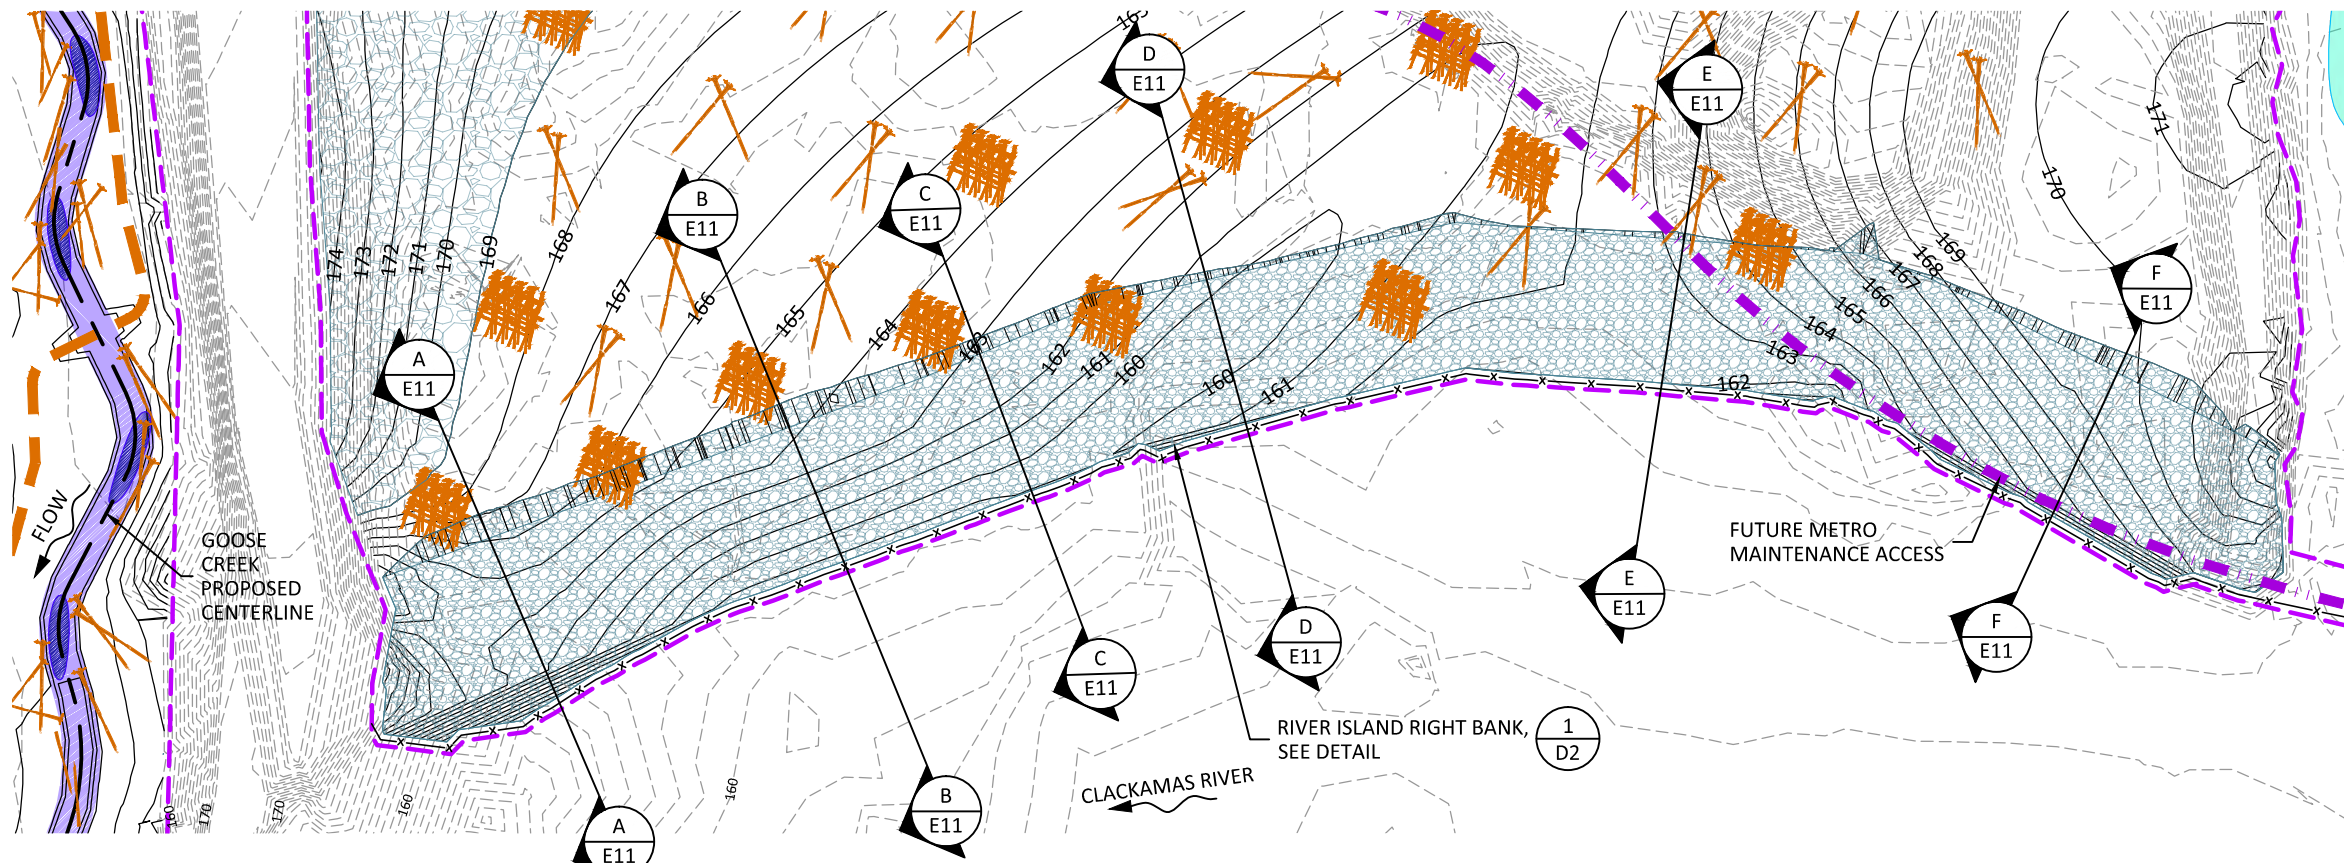 165
D
E11
E
E11
171
170
B
E11
C
E11
F
E11
174
173
172
171
170
169
168
167
166
165
164
163
162
161
160
160
161
162
163
164
165
166
167
168
169
A
E11
FLOW
GOOSE
CREEK
PROPOSED
CENTERLINE
FUTURE METRO
MAINTENANCE ACCESS
E
E11
F
E11
D
E11
C
E11
RIVER ISLAND RIGHT BANK,
SEE DETAIL
1
D2
CLACKAMAS RIVER
160
170
170
160
160
B
E11
A
E11